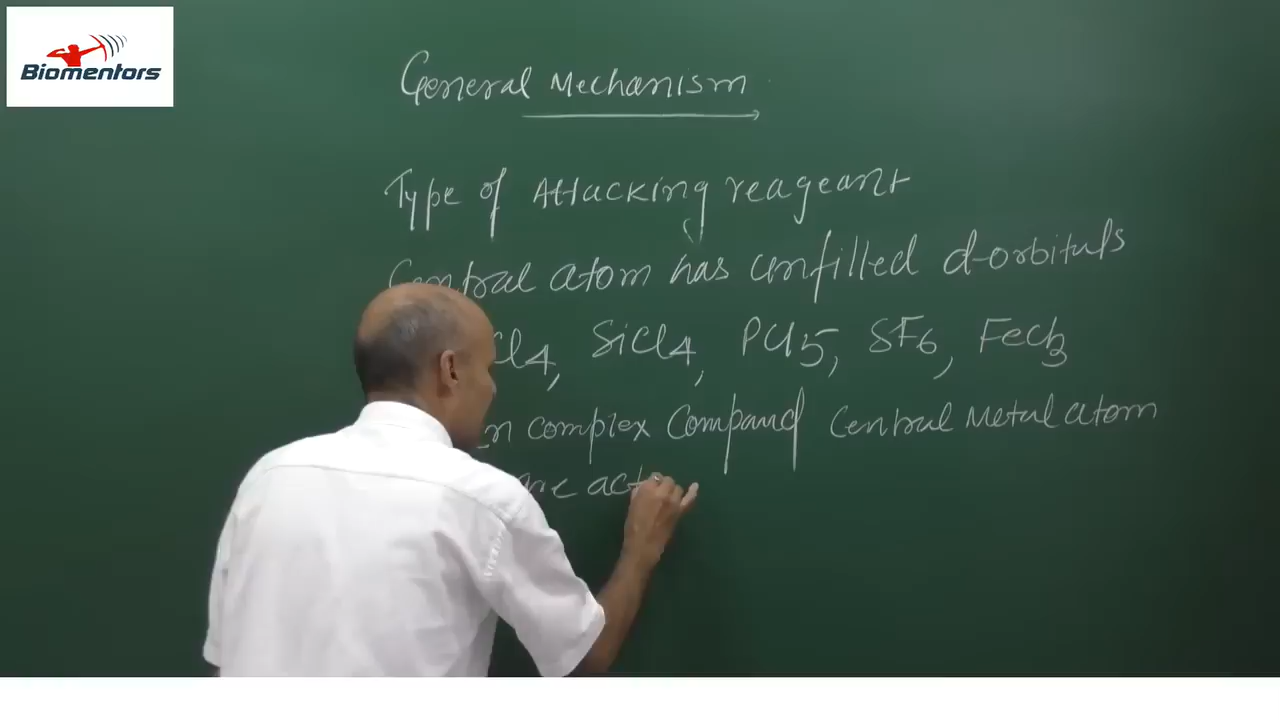 Biomentors
General Mechanism
Type of Attacking reageant
Central atom has unfilled d-orbitals
Cl4, SiCl4, PCl5, SF6, FeCl3
n complex Compound Central Metal atom
are act